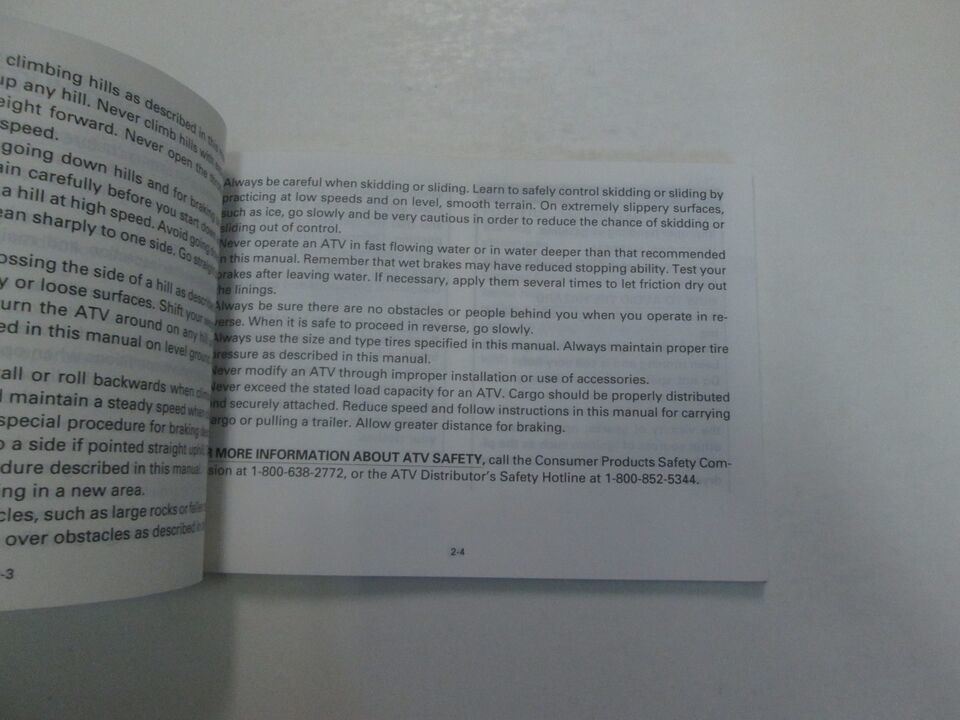 climbing hills as described in this
up any hill. Never climb hills with
eight forward. Never open the
speed.
going down hills and for braking
ain carefully before you start down
a hill at high speed. Avoid going
ean sharply to one side. Go straight
ossing the side of a hill as
y or loose surfaces. Shift your
urn the ATV around on any hill
ed in this manual on level ground
tall or roll backwards when
maintain a steady speed when
special procedure for braking
o a side if pointed straight uphill
dure described in this manual.
ing in a new area.
cles, such as large rocks or
over obstacles as described in
-3
Always be careful when skidding or sliding. Learn to safely control skidding or sliding by
practicing at low speeds and on level, smooth terrain. On extremely slippery surfaces,
such as ice, go slowly and be very cautious in order to reduce the chance of skidding or
sliding out of control.
Never operate an ATV in fast flowing water or in water deeper than that recommended
in this manual. Remember that wet brakes may have reduced stopping ability. Test your
brakes after leaving water. If necessary, apply them several times to let friction dry out
he linings.
Always be sure there are no obstacles or people behind you when you operate in re-
verse. When it is safe to proceed in reverse, go slowly.
Always use the size and type tires specified in this manual. Always maintain proper tire
pressure as described in this manual.
Never modify an ATV through improper installation or use of accessories.
Never exceed the stated load capacity for an ATV. Cargo should be properly distributed
and securely attached. Reduce speed and follow instructions in this manual for carrying
argo or pulling a trailer. Allow greater distance for braking.
R MORE INFORMATION ABOUT ATV SAFETY, call the Consumer Products Safety Com-
sion at 1-800-638-2772, or the ATV Distributor's Safety Hotline at 1-800-852-5344.
2-4